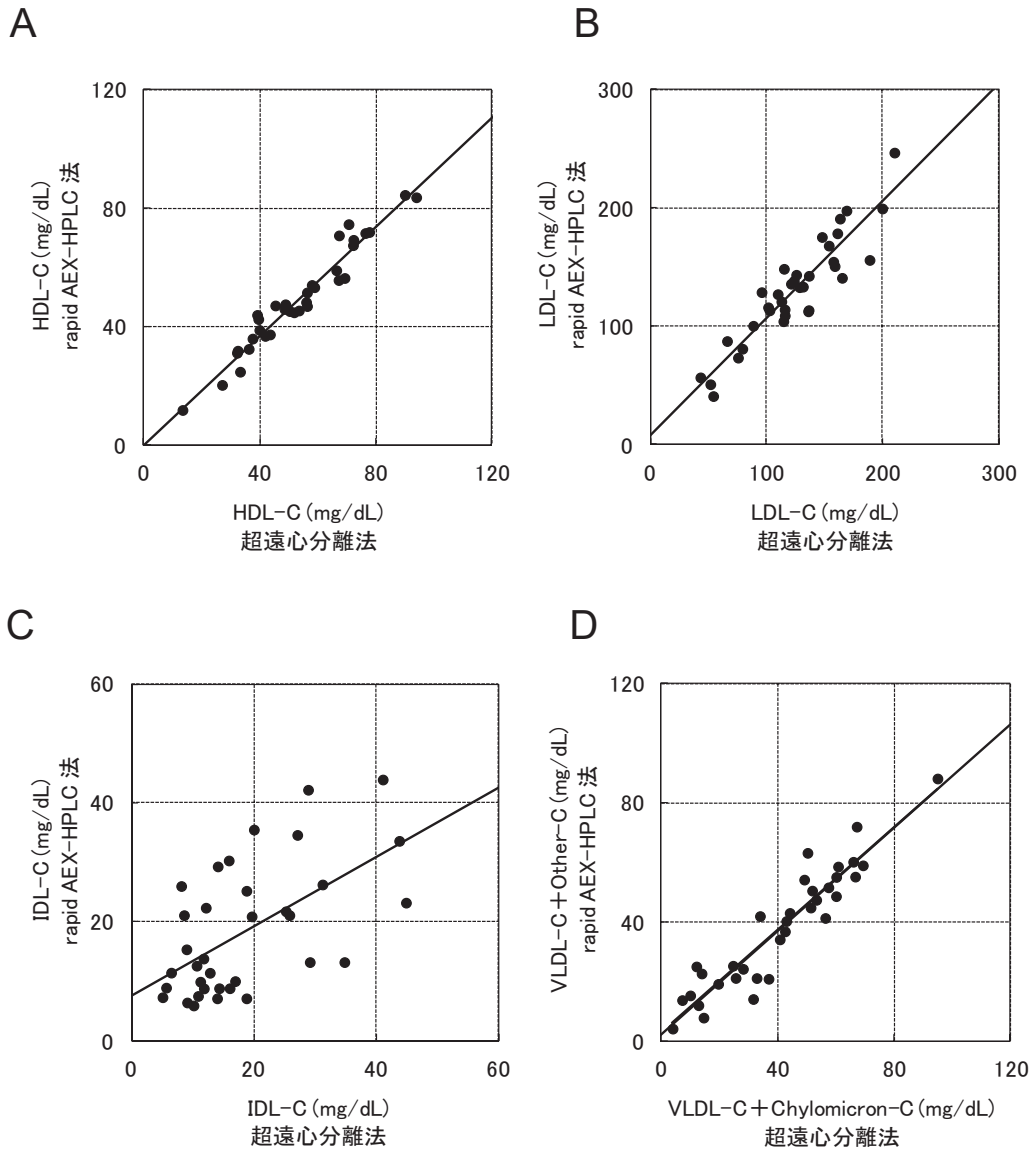 A
120
80
40
0
0
40
80
120
HDL-C (mg/dL)
rapid AEX-HPLC 法
HDL-C (mg/dL)
超遠心分離法
B
300
200
100
0
0
100
200
300
LDL-C (mg/dL)
rapid AEX-HPLC 法
LDL-C (mg/dL)
超遠心分離法
C
60
40
20
0
0
20
40
60
IDL-C (mg/dL)
rapid AEX-HPLC 法
IDL-C (mg/dL)
超遠心分離法
D
120
80
40
0
0
40
80
120
VLDL-C+Other-C (mg/dL)
rapid AEX-HPLC 法
VLDL-C+Chylomicron-C (mg/dL)
超遠心分離法